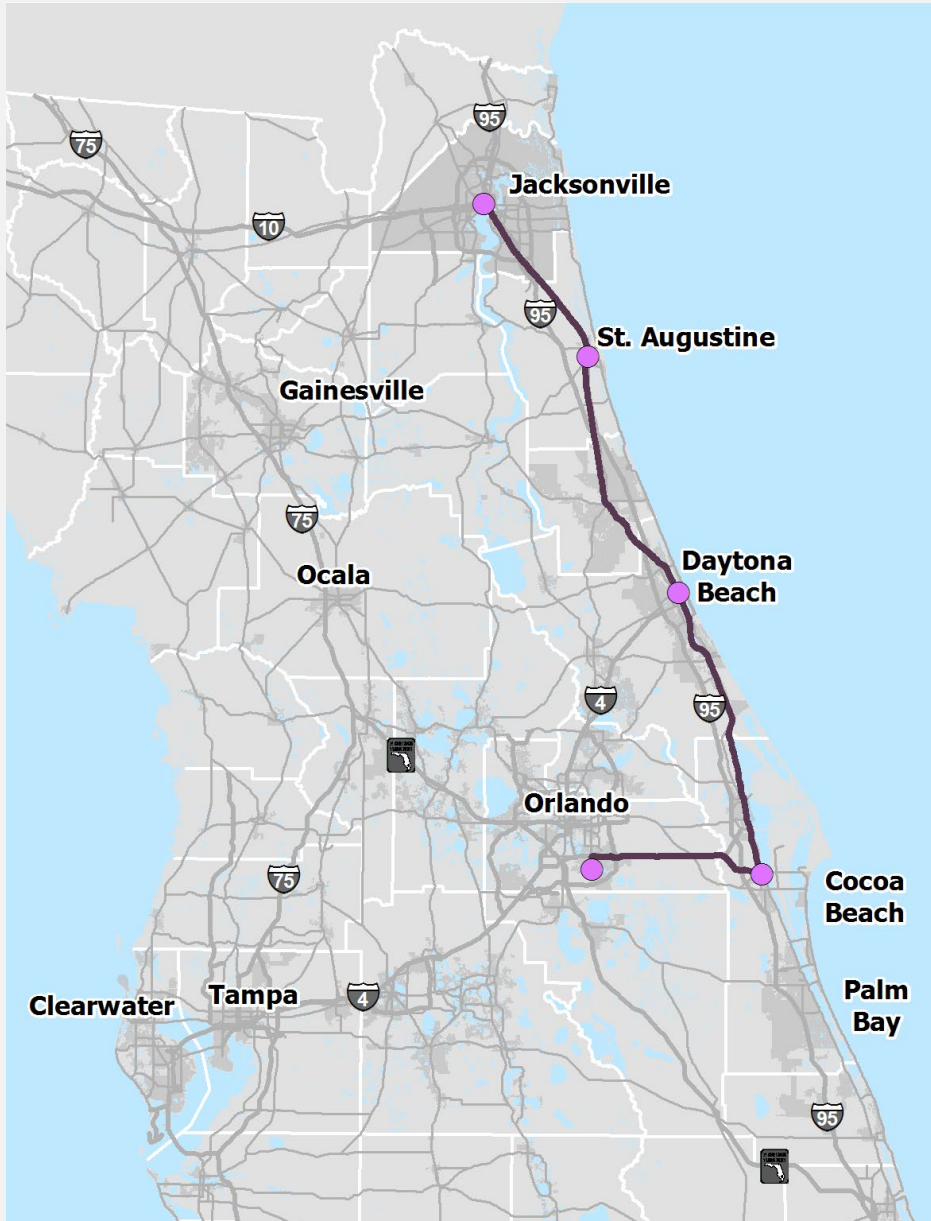 95
75
Jacksonville
10
95
St. Augustine
Gainesville
75
Daytona
Beach
Ocala
4
95
Orlando
75
Cocoa
Beach
4
Tampa
Clearwater
Palm
Bay
95